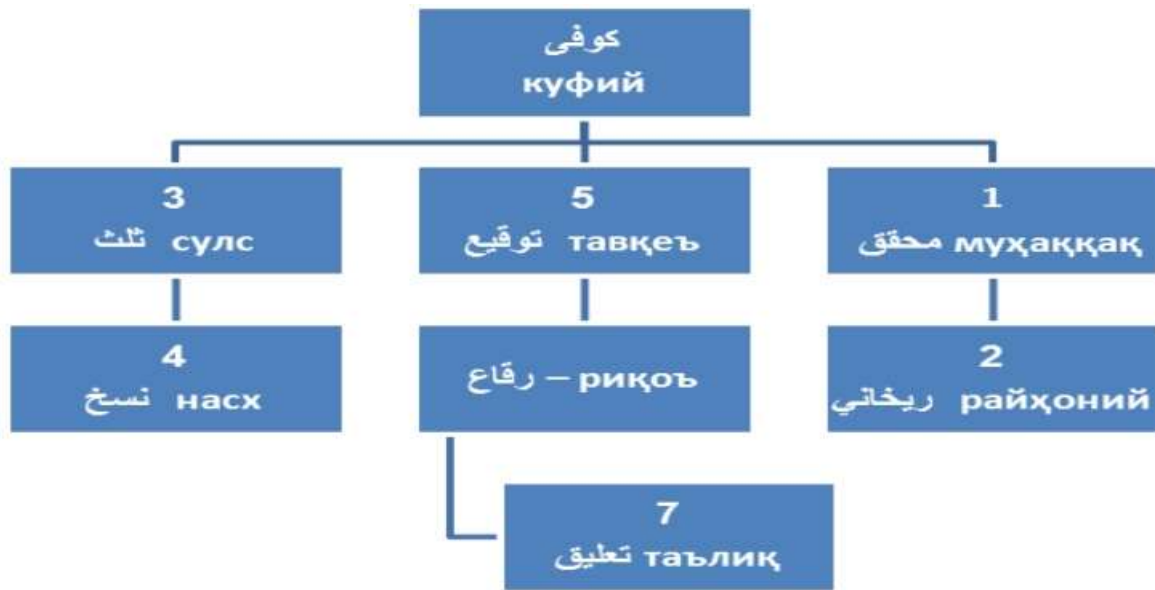 كوفى
куфий
3
ثلث сулс
5
توقيع тавқеъ
1
محقق муҳаққақ
4
نسخ насх
رقاع – риқоъ
2
ريخاني райҳоний
7
تعليق таълиқ